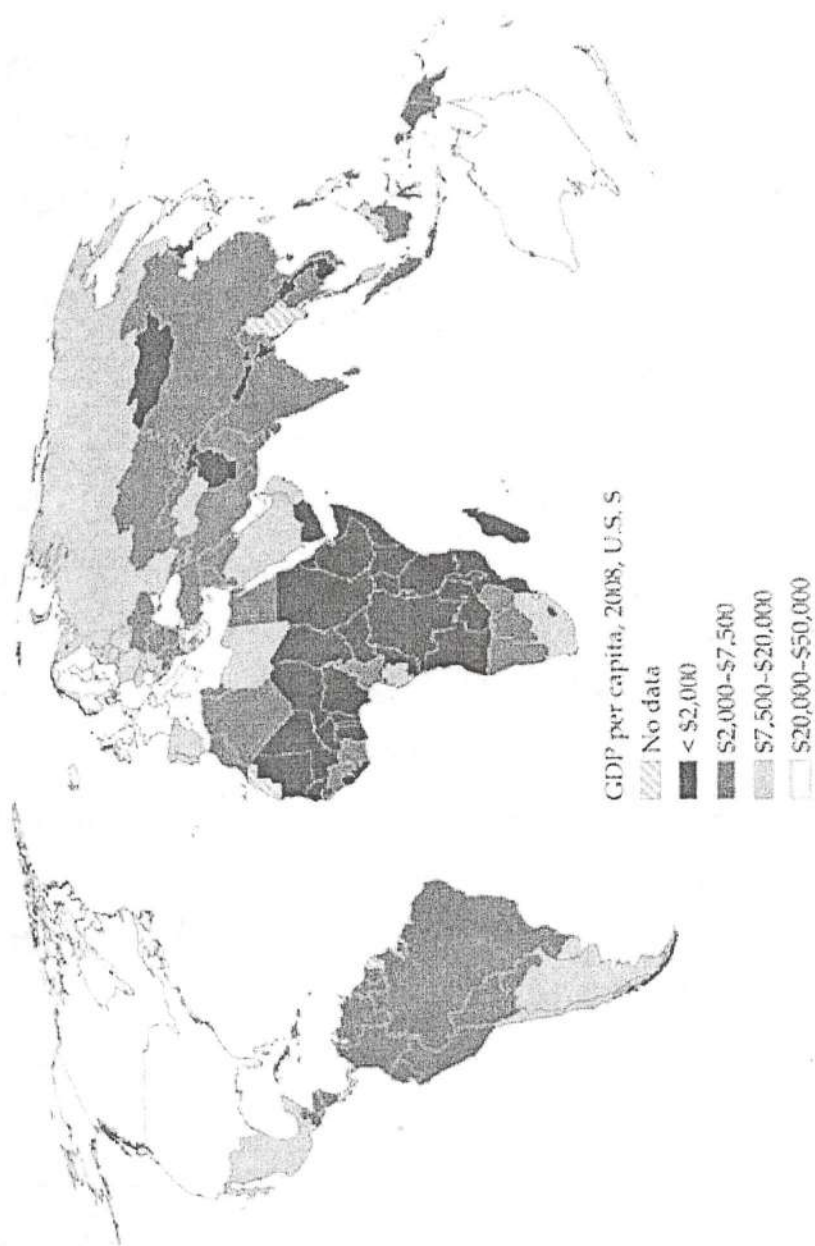 GDP per capita, 2008, U.S. $
No data
< $2,000
$2,000–$7,500
$7,500–$20,000
$20,000–$50,000